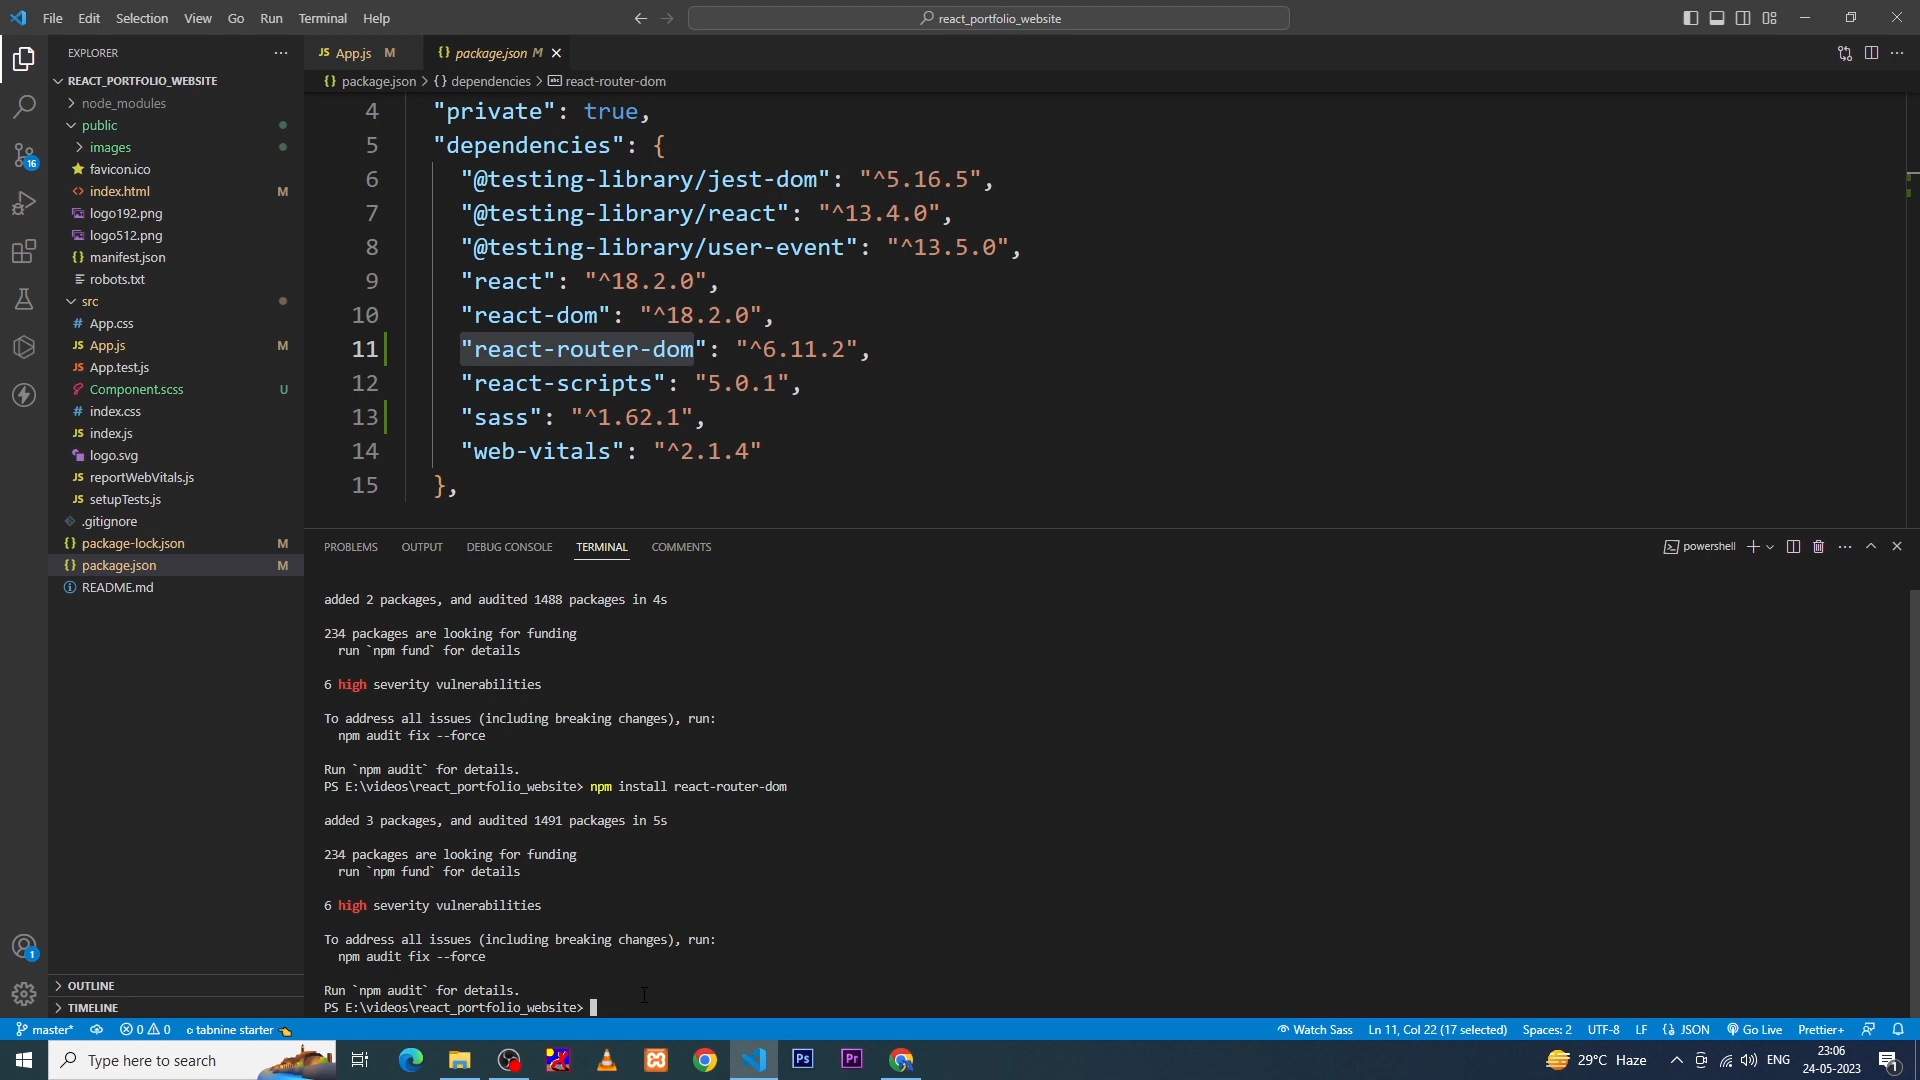 File Edit Selection View Go Run Terminal Help
react_portfolio_website
EXPLORER
REACT_PORTFOLIO_WEBSITE
node_modules
public
images
favicon.ico
index.html M
logo192.png
logo512.png
manifest.json
robots.txt
src
App.css
App.js M
App.test.js
Component.scss U
index.css
index.js
logo.svg
reportWebVitals.js
setupTests.js
.gitignore
package-lock.json M
package.json M
README.md
OUTLINE
TIMELINE
16
1
JS App.js M
{} package.json M
{} package.json > {} dependencies > react-router-dom
4 "private": true,
5 "dependencies": {
6 "@testing-library/jest-dom": "^5.16.5",
7 "@testing-library/react": "^13.4.0",
8 "@testing-library/user-event": "^13.5.0",
9 "react": "^18.2.0",
10 "react-dom": "^18.2.0",
11 "react-router-dom": "^6.11.2",
12 "react-scripts": "5.0.1",
13 "sass": "^1.62.1",
14 "web-vitals": "^2.1.4"
15 },
PROBLEMS OUTPUT DEBUG CONSOLE TERMINAL COMMENTS
powershell
added 2 packages, and audited 1488 packages in 4s
234 packages are looking for funding
run `npm fund` for details
6 high severity vulnerabilities
To address all issues (including breaking changes), run:
npm audit fix --force
Run `npm audit` for details.
PS E:\videos\react_portfolio_website> npm install react-router-dom
added 3 packages, and audited 1491 packages in 5s
234 packages are looking for funding
run `npm fund` for details
6 high severity vulnerabilities
To address all issues (including breaking changes), run:
npm audit fix --force
Run `npm audit` for details.
PS E:\videos\react_portfolio_website>
master* 0 0 tabnine starter
Watch Sass Ln 11, Col 22 (17 selected) Spaces: 2 UTF-8 LF {} JSON Go Live Prettier+
Type here to search
Ps
Pr
29°C Haze
ENG
23:06
24-05-2023
1